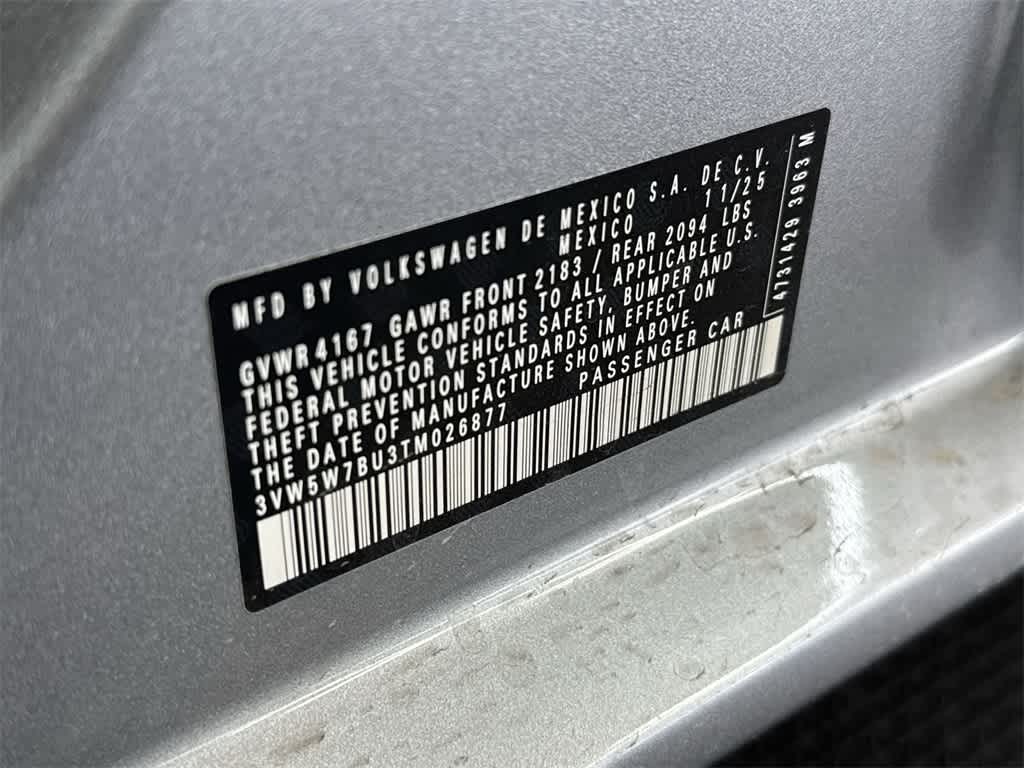 MFD BY VOLKSWAGEN DE MEXICO S.A. DE C.V.
MEXICO 11/25
GVWR 4167 GAWR FRONT 2183 / REAR 2094 LBS
THIS VEHICLE CONFORMS TO ALL APPLICABLE U.S.
FEDERAL MOTOR VEHICLE SAFETY, BUMPER AND
THEFT PREVENTION STANDARDS IN EFFECT ON
THE DATE OF MANUFACTURE SHOWN ABOVE.
3VW5W7BU3TM026877 PASSENGER CAR
4731429 3963 M